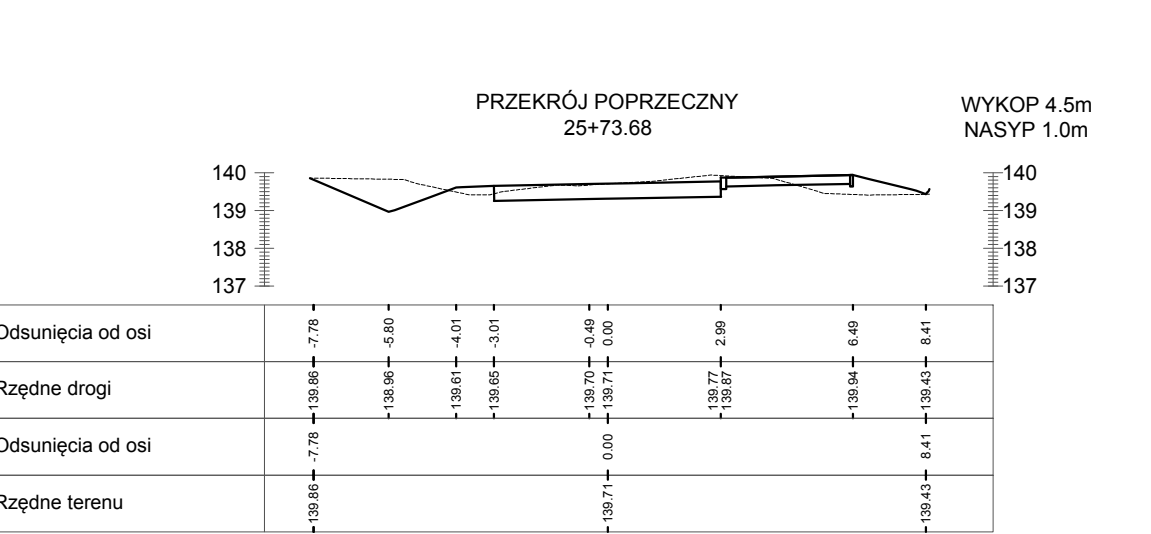 PRZEKRÓJ POPRZECZNY
25+73.68
WYKOP 4.5m
NASYP 1.0m
140
139
138
137
140
139
138
137
Odsunięcia od osi -7.78 -5.80 -4.01 -3.01 -0.49 0.00 2.99 6.49 8.41
Rzędne drogi 139.86 138.96 139.61 139.65 139.70 139.71 139.77 139.87 139.94 139.43
Odsunięcia od osi -7.78 0.00 8.41
Rzędne terenu 139.86 139.71 139.43